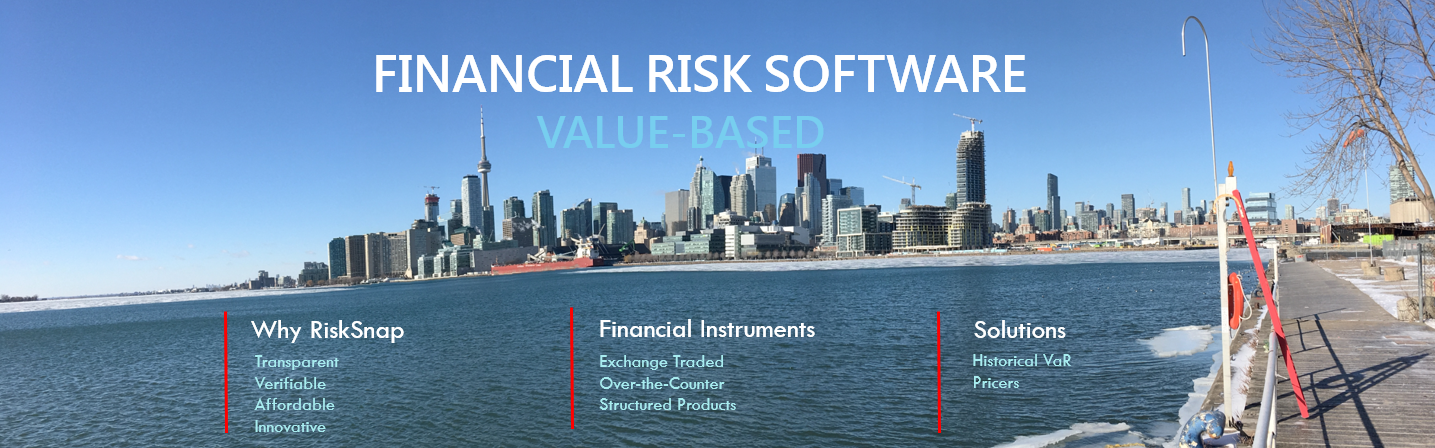 FINANCIAL RISK SOFTWARE
VALUE-BASED
Why RiskSnap
Transparent
Verifiable
Affordable
Innovative
Financial Instruments
Exchange Traded
Over-the-Counter
Structured Products
Solutions
Historical VaR
Pricers